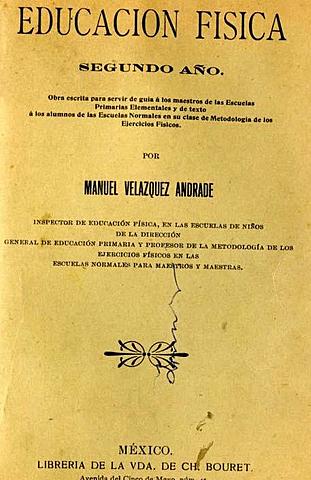 EDUCACION FISICA
SEGUNDO AÑO.
Obra escrita para servir de guía á los maestros de las Escuelas
Primarias Elementales y de texto
á los alumnos de las Escuelas Normales en su clase de Metodología de los
Ejercicios Físicos.
POR
MANUEL VELAZQUEZ ANDRADE
INSPECTOR DE EDUCACIÓN FÍSICA, EN LAS ESCUELAS DE NIÑOS
DE LA DIRECCIÓN
GENERAL DE EDUCACIÓN PRIMARIA Y PROFESOR DE LA METODOLOGÍA DE LOS
EJERCICIOS FÍSICOS EN LAS
ESCUELAS NORMALES PARA MAESTROS Y MAESTRAS.
MÉXICO.
LIBRERIA DE LA VDA. DE CH. BOURET.
Avenida del Cinco de Mayo, núm.